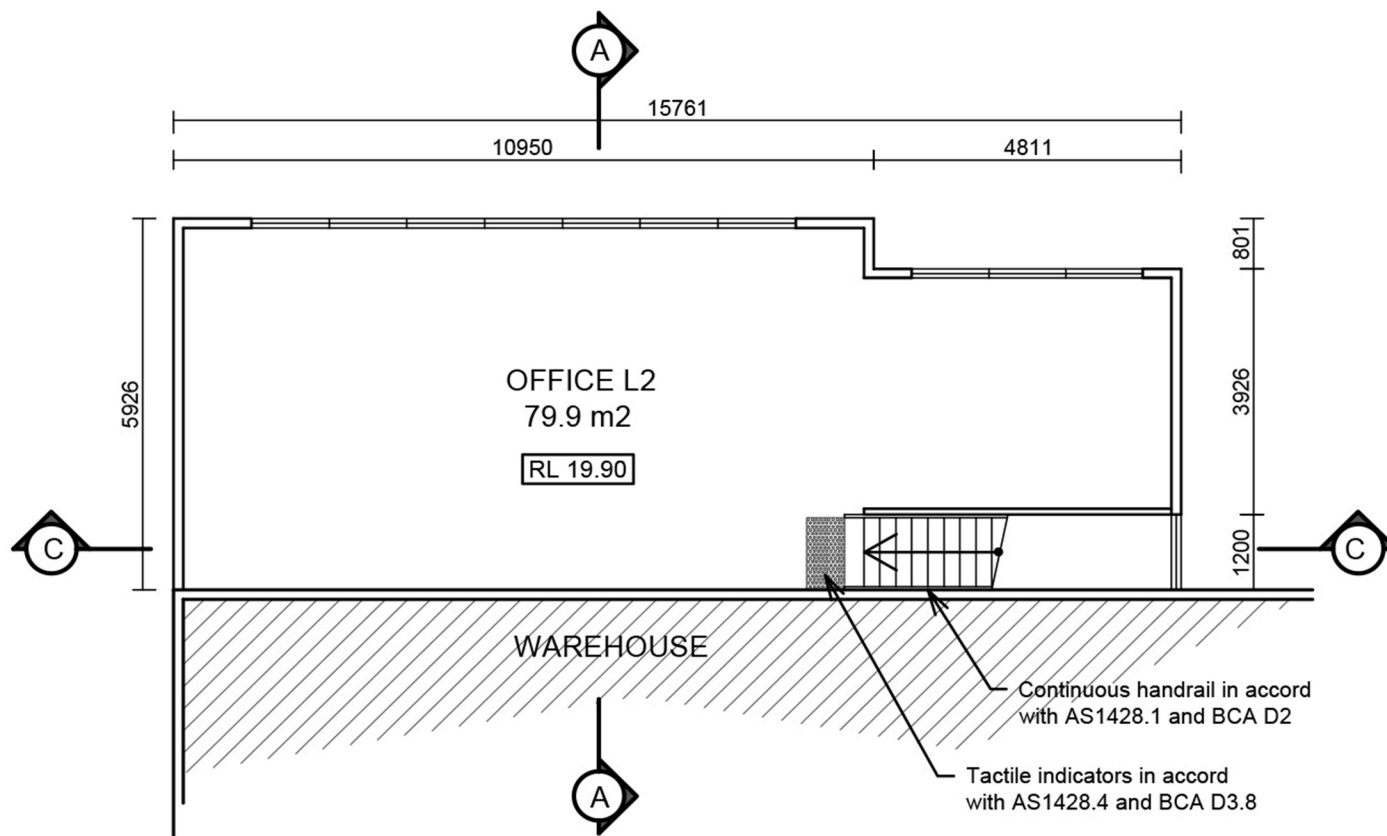 A
15761
10950
4811
801
5926
3926
OFFICE L2
79.9 m2
RL 19.90
C
C
1200
WAREHOUSE
Continuous handrail in accord
with AS1428.1 and BCA D2
Tactile indicators in accord
with AS1428.4 and BCA D3.8
A